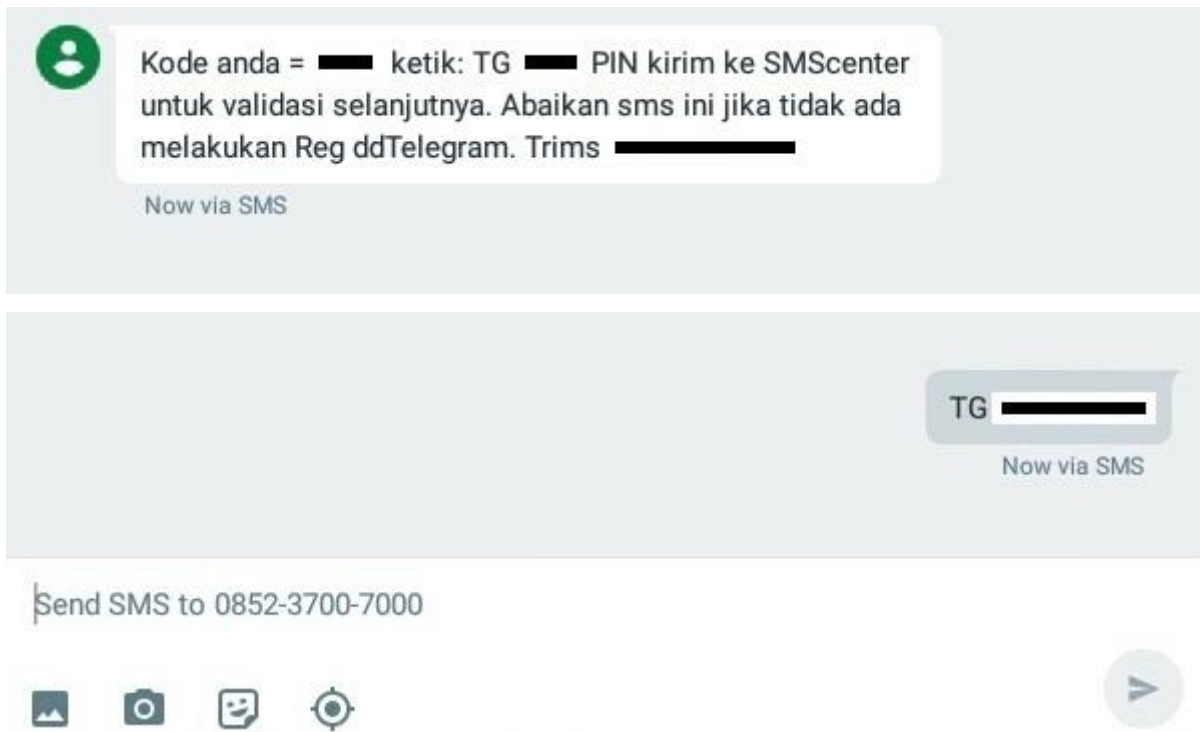 Kode anda = ketik: TG PIN kirim ke SMScenter
untuk validasi selanjutnya. Abaikan sms ini jika tidak ada
melakukan Reg ddTelegram. Trims
Now via SMS
TG
Now via SMS
Send SMS to 0852-3700-7000